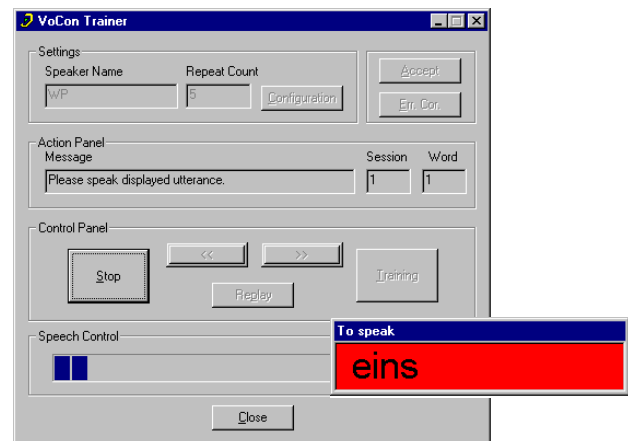 VoCon Trainer
Settings
Speaker Name Repeat Count
WP 5 Configuration
Accept
Err. Cor.
Action Panel
Message Session Word
Please speak displayed utterance. 1 1
Control Panel
Stop << >> Training
Replay
Speech Control
To speak
eins
Close